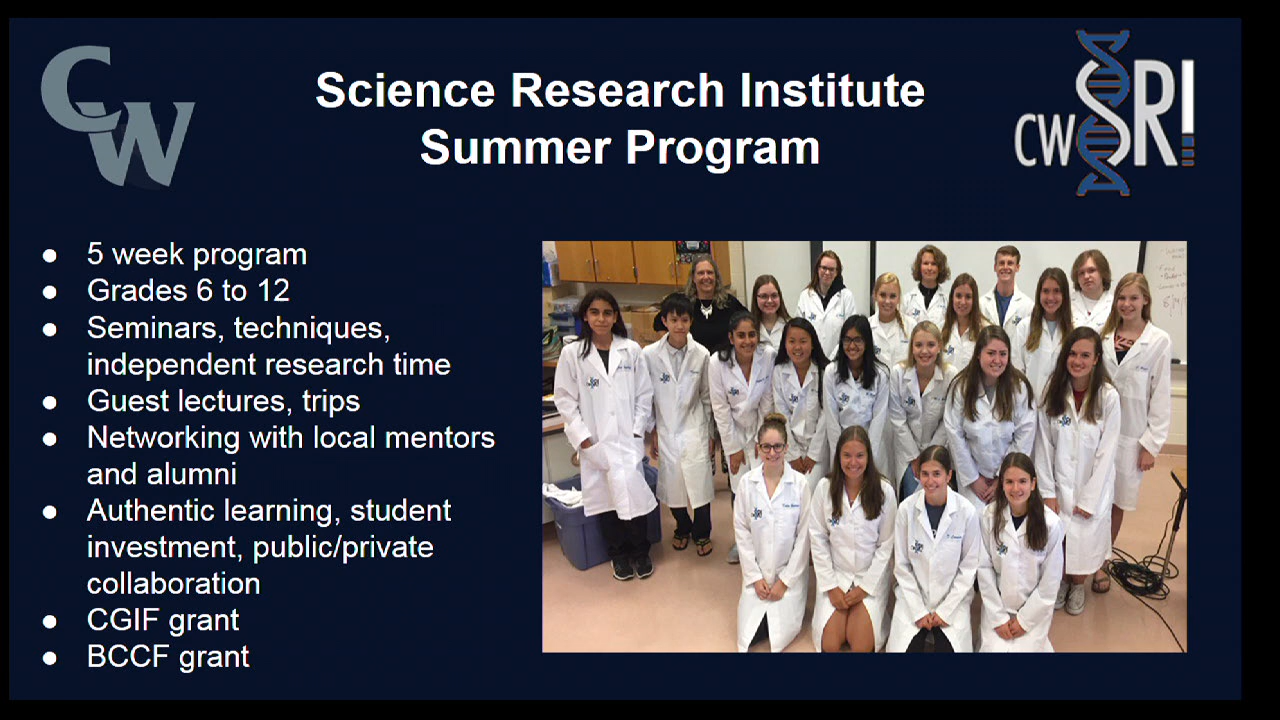 CW
Science Research Institute
Summer Program
CWSRI
● 5 week program
● Grades 6 to 12
● Seminars, techniques,
independent research time
● Guest lectures, trips
● Networking with local mentors
and alumni
● Authentic learning, student
investment, public/private
collaboration
● CGIF grant
● BCCF grant